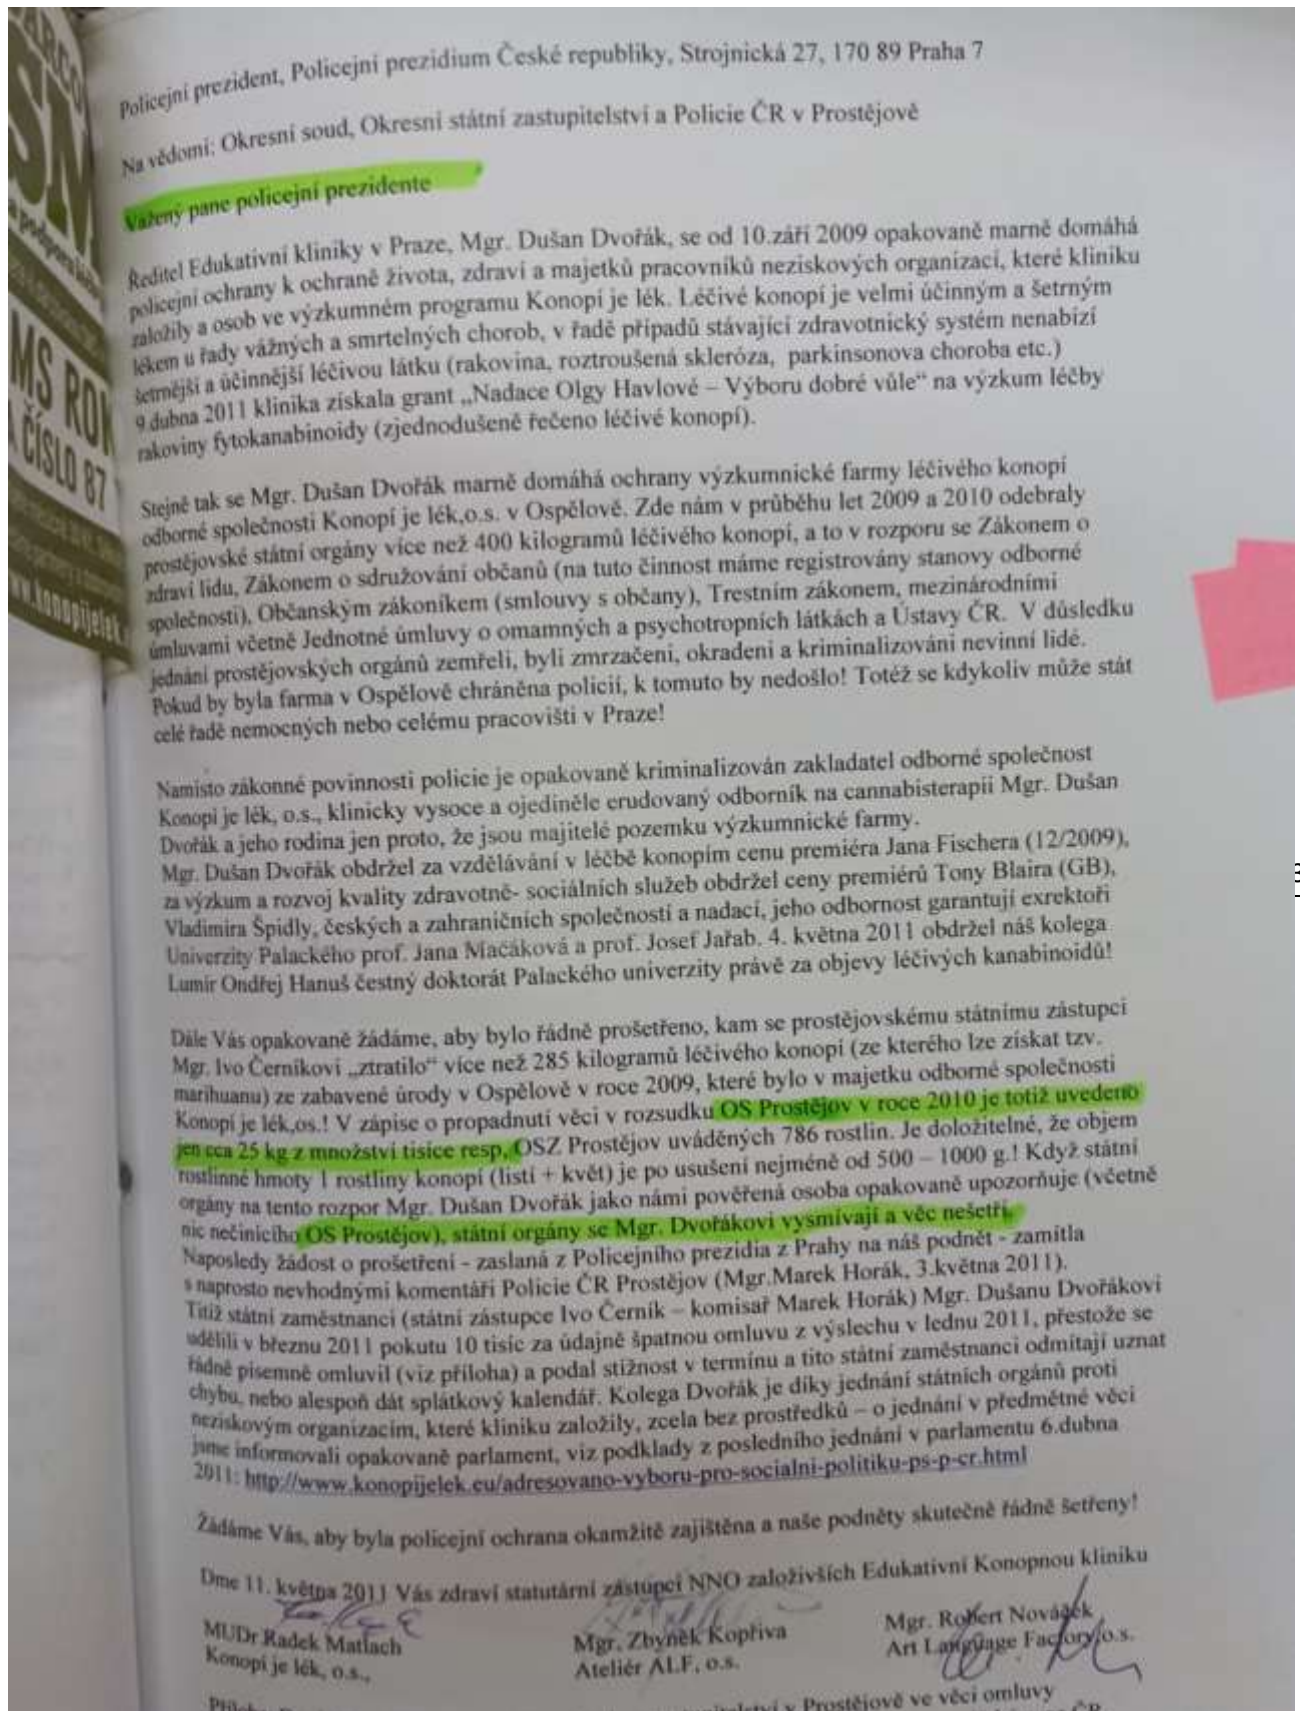 ARCO
SM
a podpora
MS RO
A ČÍSLO 87
www.konopijelek.
Policejní prezident, Policejní prezidium České republiky, Strojnická 27, 170 89 Praha 7
Na vědomí: Okresní soud, Okresní státní zastupitelství a Policie ČR v Prostějově
Vážený pane policejní prezidente
Ředitel Edukativní kliniky v Praze, Mgr. Dušan Dvořák, se od 10.září 2009 opakovaně marně domáhá
policejní ochrany k ochraně života, zdraví a majetků pracovníků neziskových organizací, které kliniku
založily a osob ve výzkumném programu Konopí je lék. Léčivé konopí je velmi účinným a šetrným
lékem u řady vážných a smrtelných chorob, v řadě případů stávající zdravotnický systém nenabízí
šetrnější a účinnější léčivou látku (rakovina, roztroušená skleróza, parkinsonova choroba etc.)
9 dubna 2011 klinika získala grant „Nadace Olgy Havlové – Výboru dobré vůle“ na výzkum léčby
rakoviny fytokanabinoidy (zjednodušeně řečeno léčivé konopí).
Stejně tak se Mgr. Dušan Dvořák marně domáhá ochrany výzkumnické farmy léčivého konopí
odborné společnosti Konopí je lék,o.s. v Ospělově. Zde nám v průběhu let 2009 a 2010 odebraly
prostějovské státní orgány více než 400 kilogramů léčivého konopí, a to v rozporu se Zákonem o
zdraví lidu, Zákonem o sdružování občanů (na tuto činnost máme registrovány stanovy odborné
společnosti), Občanským zákoníkem (smlouvy s občany), Trestním zákonem, mezinárodními
úmluvami včetně Jednotné úmluvy o omamných a psychotropních látkách a Ústavy ČR. V důsledku
jednání prostějovských orgánů zemřeli, byli zmrzačeni, okradeni a kriminalizováni nevinní lidé.
Pokud by byla farma v Ospělově chráněna policií, k tomuto by nedošlo! Totéž se kdykoliv může stát
celé řadě nemocných nebo celému pracovišti v Praze!
Namísto zákonné povinnosti policie je opakovaně kriminalizován zakladatel odborné společnost
Konopí je lék, o.s., klinicky vysoce a ojediněle erudovaný odborník na cannabisterapii Mgr. Dušan
Dvořák a jeho rodina jen proto, že jsou majitelé pozemku výzkumnické farmy.
Mgr. Dušan Dvořák obdržel za vzdělávání v léčbě konopím cenu premiéra Jana Fischera (12/2009),
za výzkum a rozvoj kvality zdravotně- sociálních služeb obdržel ceny premiérů Tony Blaira (GB),
Vladimíra Špidly, českých a zahraničních společností a nadací, jeho odbornost garantují exrektoři
Univerzity Palackého prof. Jana Mačáková a prof. Josef Jařab. 4. května 2011 obdržel náš kolega
Lumír Ondřej Hanuš čestný doktorát Palackého univerzity právě za objevy léčivých kanabinoidů!
Dále Vás opakovaně žádáme, aby bylo řádně prošetřeno, kam se prostějovskému státnímu zástupci
Mgr. Ivo Černíkovi „ztratilo“ více než 285 kilogramů léčivého konopí (ze kterého lze získat tzv.
marihuanu) ze zabavené úrody v Ospělově v roce 2009, které bylo v majetku odborné společnosti
Konopí je lék,os.! V zápise o propadnutí věci v rozsudku OS Prostějov v roce 2010 je totiž uvedeno
jen cca 25 kg z množství tisíce resp. OSZ Prostějov uváděných 786 rostlin. Je doložitelné, že objem
rostlinné hmoty 1 rostliny konopí (listí + květ) je po usušení nejméně od 500 – 1000 g.! Když státní
orgány na tento rozpor Mgr. Dušan Dvořák jako námi pověřená osoba opakovaně upozorňuje (včetně
nic nečinícího OS Prostějov), státní orgány se Mgr. Dvořákovi vysmívají a věc nešetří.
Naposledy žádost o prošetření - zaslaná z Policejního prezidia z Prahy na náš podnět - zamítla
s naprosto nevhodnými komentáři Policie ČR Prostějov (Mgr.Marek Horák, 3.května 2011).
Titíž státní zaměstnanci (státní zástupce Ivo Černík – komisař Marek Horák) Mgr. Dušanu Dvořákovi
udělili v březnu 2011 pokutu 10 tisíc za údajně špatnou omluvu z výslechu v lednu 2011, přestože se
řádně písemně omluvil (viz příloha) a podal stížnost v termínu a tito státní zaměstnanci odmítají uznat
chybu, nebo alespoň dát splátkový kalendář. Kolega Dvořák je díky jednání státních orgánů proti
neziskovým organizacím, které kliniku založily, zcela bez prostředků – o jednání v předmětné věci
jsme informovali opakovaně parlament, viz podklady z posledního jednání v parlamentu 6.dubna
2011: http://www.konopijelek.eu/adresovano-vyboru-pro-socialni-politiku-ps-p-cr.html
Žádáme Vás, aby byla policejní ochrana okamžitě zajištěna a naše podněty skutečně řádně šetřeny!
Dme 11. května 2011 Vás zdraví statutární zástupci NNO založivších Edukativní Konopnou kliniku
MUDr Radek Matlach Mgr. Zbyněk Kopřiva Mgr. Robert Nováček
Konopí je lék, o.s., Ateliér ALF, o.s. Art Language Factory o.s.
v Prostějově ve věci omluvy
ČR